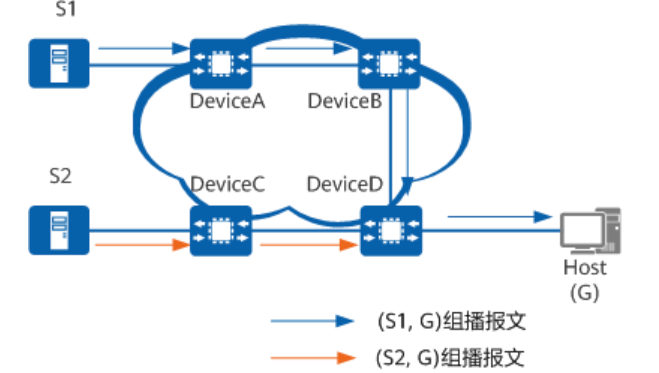 S1
DeviceA
DeviceB
S2
DeviceC
DeviceD
Host
(G)
(S1, G)组播报文
(S2, G)组播报文